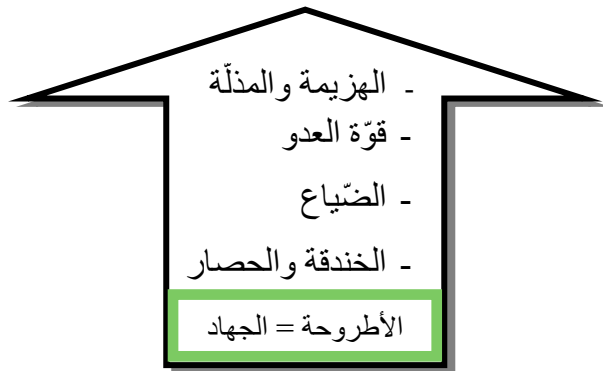 - الهزيمة والمذلّة
- قوّة العدو
- الضّياع
- الخندقة والحصار
الأطروحة = الجهاد